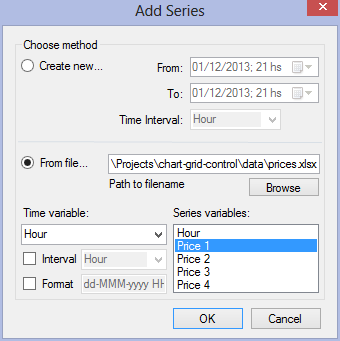 Add Series
Choose method
Create new...
From:
01/12/2013; 21 hs
To:
01/12/2013; 21 hs
Time Interval:
Hour
From file...
\Projects\chart-grid-control\data\prices.xlsx
Path to filename
Browse
Time variable:
Hour
Interval
Hour
Format
dd-MMM-yyyy HH
Series variables:
Hour
Price 1
Price 2
Price 3
Price 4
OK
Cancel